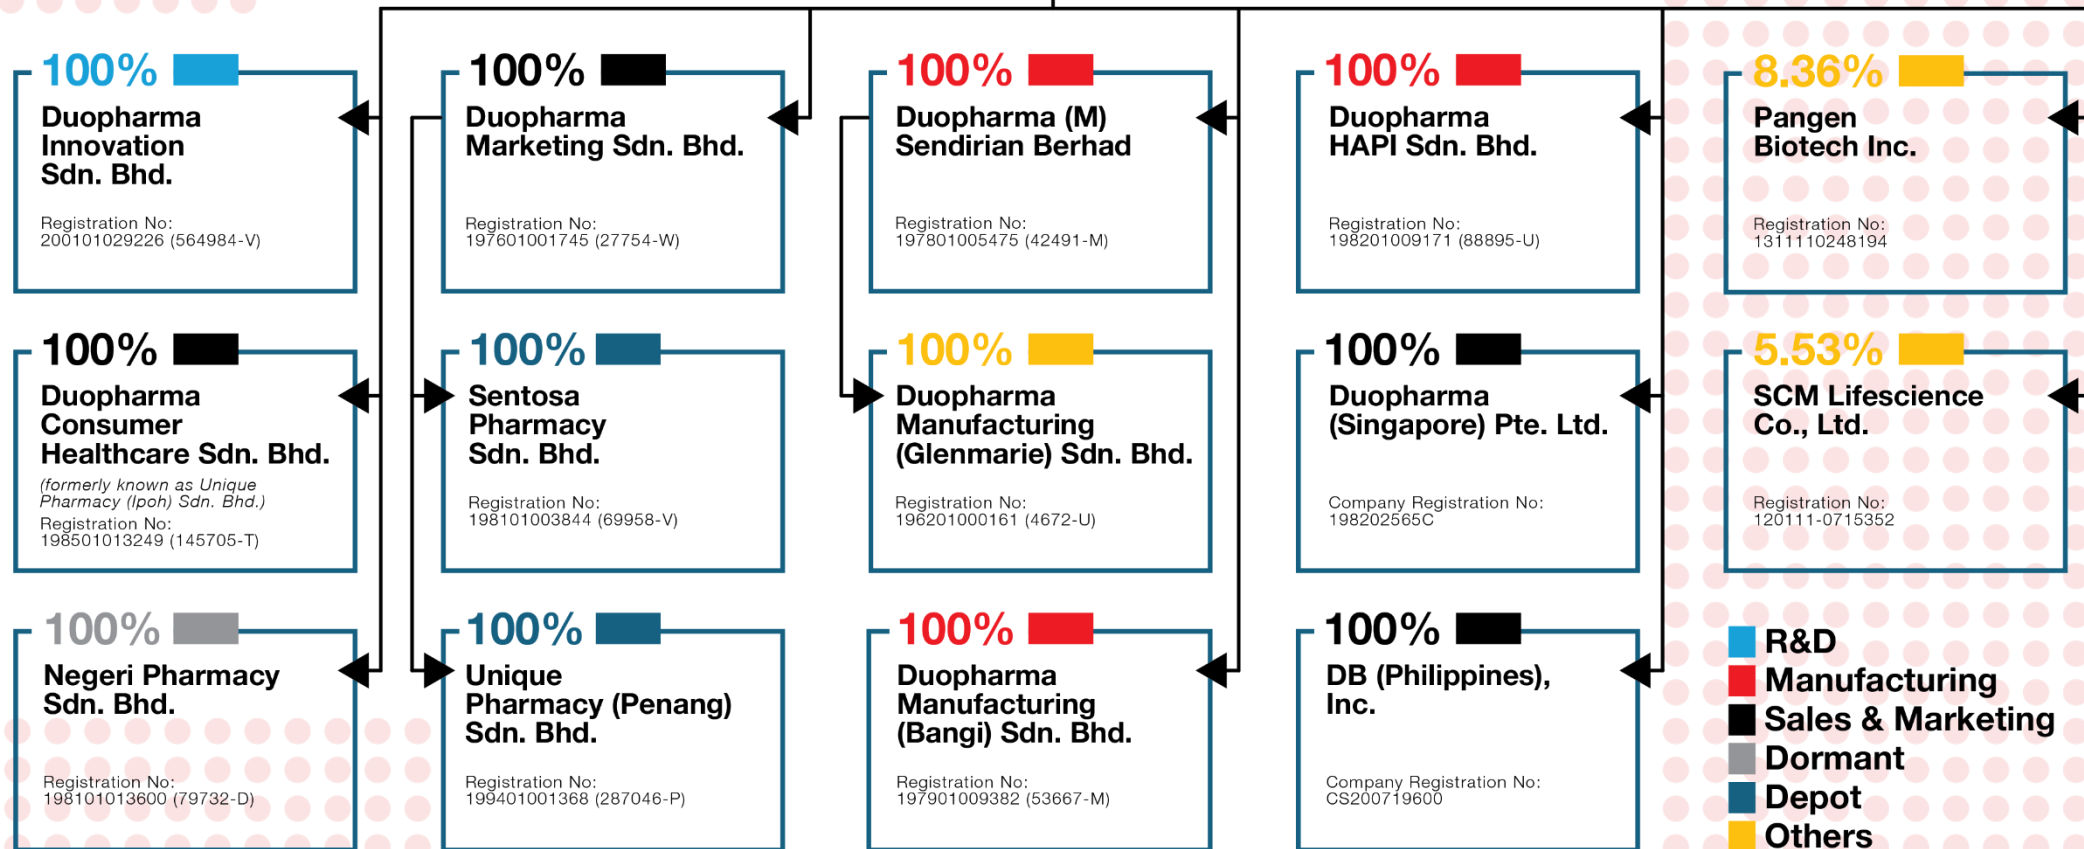 100%
Duopharma
Innovation
Sdn. Bhd.
Registration No:
200101029226 (564984-V)
100%
Duopharma
Marketing Sdn. Bhd.
Registration No:
197601001745 (27754-W)
100%
Duopharma (M)
Sendirian Berhad
Registration No:
197801005475 (42491-M)
100%
Duopharma
HAPI Sdn. Bhd.
Registration No:
198201009171 (88895-U)
8.36%
Pangen
Biotech Inc.
Registration No:
1311110248194
100%
Duopharma
Consumer
Healthcare Sdn. Bhd.
(formerly known as Unique
Pharmacy (Ipoh) Sdn. Bhd.)
Registration No:
198501013249 (145705-T)
100%
Sentosa
Pharmacy
Sdn. Bhd.
Registration No:
198101003844 (69958-V)
100%
Duopharma
Manufacturing
(Glenmarie) Sdn. Bhd.
Registration No:
196201000161 (4672-U)
100%
Duopharma
(Singapore) Pte. Ltd.
Company Registration No:
198202565C
5.53%
SCM Lifescience
Co., Ltd.
Registration No:
120111-0715352
100%
Negeri Pharmacy
Sdn. Bhd.
Registration No:
198101013600 (79732-D)
100%
Unique
Pharmacy (Penang)
Sdn. Bhd.
Registration No:
199401001368 (287046-P)
100%
Duopharma
Manufacturing
(Bangi) Sdn. Bhd.
Registration No:
197901009382 (53667-M)
100%
DB (Philippines),
Inc.
Company Registration No:
CS200719600
R&D
Manufacturing
Sales & Marketing
Dormant
Depot
Others